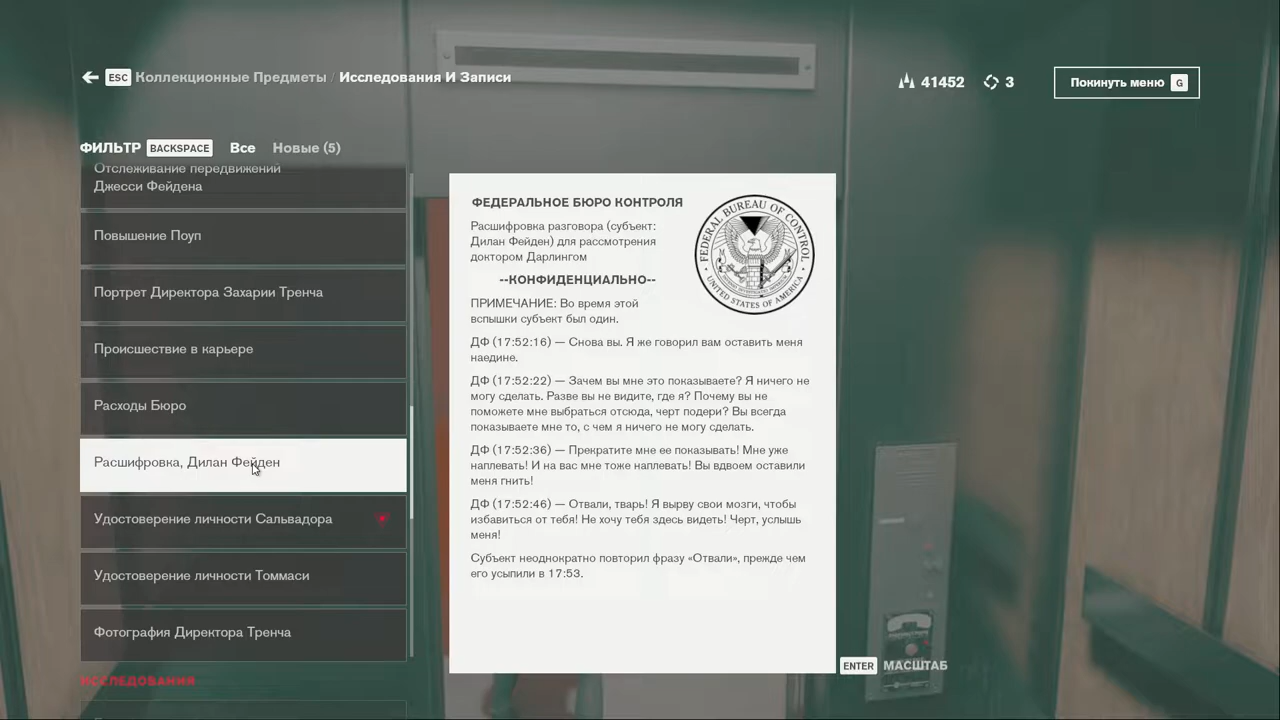 ESC Коллекционные Предметы / Исследования И Записи
41452
3
Покинуть меню G
ФИЛЬТР BACKSPACE Все Новые (5)
Отслеживание передвижений
Джесси Фейдена
Повышение Поуп
Портрет Директора Захарии Тренча
Происшествие в карьере
Расходы Бюро
Расшифровка, Дилан Фейден
Удостоверение личности Сальвадора
Удостоверение личности Томмаси
Фотография Директора Тренча
ИССЛЕДОВАНИЯ
ФЕДЕРАЛЬНОЕ БЮРО КОНТРОЛЯ
FEDERAL BUREAU OF CONTROL
UNITED STATES OF AMERICA
Расшифровка разговора (субъект:
Дилан Фейден) для рассмотрения
доктором Дарлингом
--КОНФИДЕНЦИАЛЬНО--
ПРИМЕЧАНИЕ: Во время этой
вспышки субъект был один.
ДФ (17:52:16) — Снова вы. Я же говорил вам оставить меня
наедине.
ДФ (17:52:22) — Зачем вы мне это показываете? Я ничего не
могу сделать. Разве вы не видите, где я? Почему вы не
поможете мне выбраться отсюда, черт подери? Вы всегда
показываете мне то, с чем я ничего не могу сделать.
ДФ (17:52:36) — Прекратите мне ее показывать! Мне уже
наплевать! И на вас мне тоже наплевать! Вы вдвоем оставили
меня гнить!
ДФ (17:52:46) — Отвали, тварь! Я вырву свои мозги, чтобы
избавиться от тебя! Не хочу тебя здесь видеть! Черт, услышь
меня!
Субъект неоднократно повторил фразу «Отвали», прежде чем
его усыпили в 17:53.
ENTER МАСШТАБ